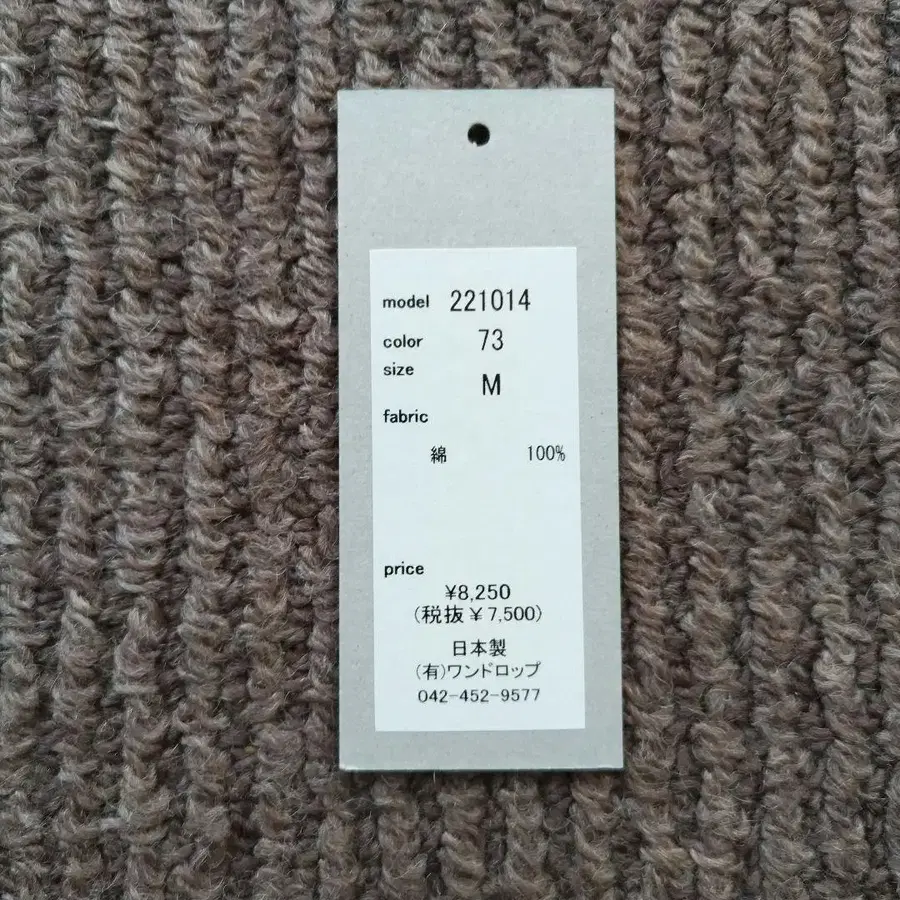 model 221014
color 73
size M
fabric
綿 100%
price
¥8,250
(税抜¥7,500)
日本製
(有)ワンドロップ
042-452-9577